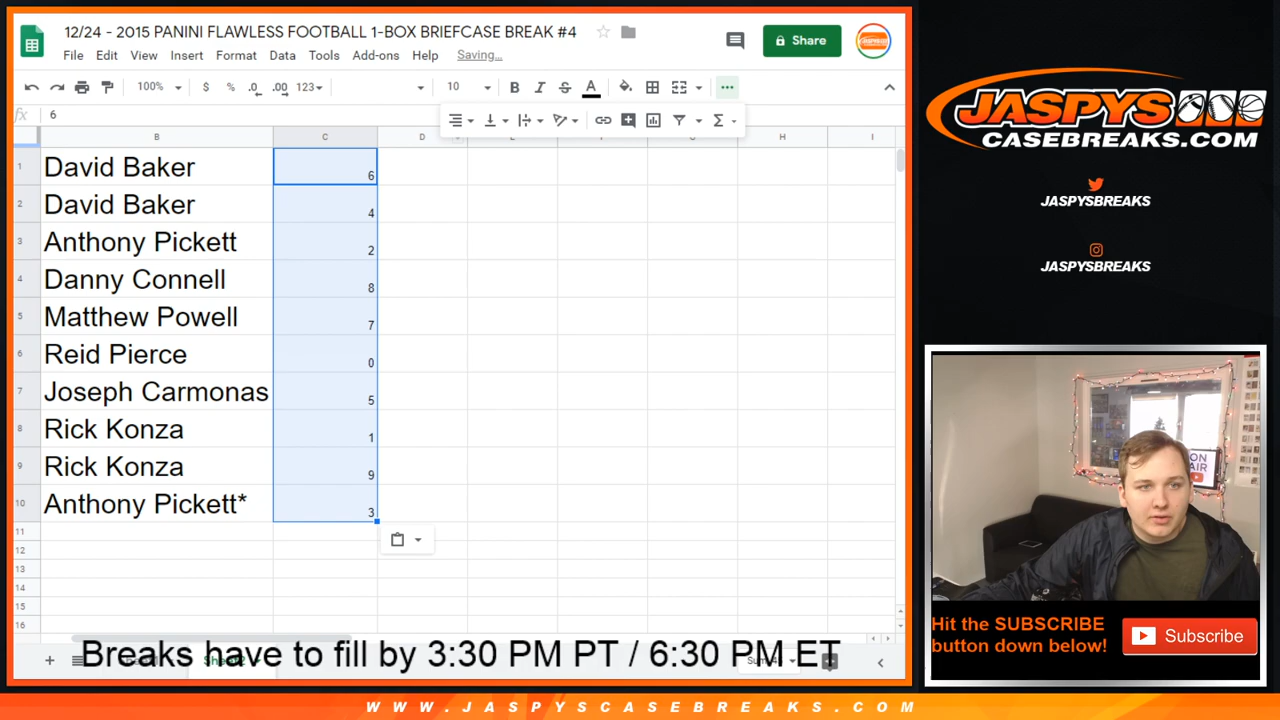 12/24 - 2015 PANINI FLAWLESS FOOTBALL 1-BOX BRIEFCASE BREAK #4
File Edit View Insert Format Data Tools Add-ons Help Saving...
Share
100% $ % .0 .00 123 10 B I S A
fx 6
B C D H I
1 David Baker 6
2 David Baker 4
3 Anthony Pickett 2
4 Danny Connell 8
5 Matthew Powell 7
6 Reid Pierce 0
7 Joseph Carmonas 5
8 Rick Konza 1
9 Rick Konza 9
10 Anthony Pickett* 3
11
12
13
14
15
16
Breaks have to fill by 3:30 PM PT / 6:30 PM ET
JASPYS
CASEBREAKS.COM
JASPYSBREAKS
JASPYSBREAKS
ON
AIR
Hit the SUBSCRIBE
button down below!
Subscribe
WWW.JASPYSCASEBREAKS.COM